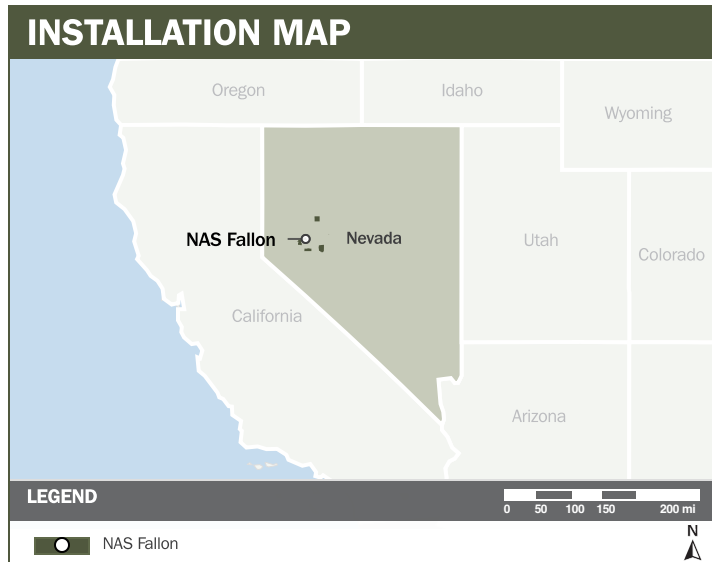 INSTALLATION MAP
Oregon
Idaho
Wyoming
NAS Fallon
Nevada
Utah
Colorado
California
Arizona
LEGEND
0 50 100 150 200 mi
NAS Fallon
N